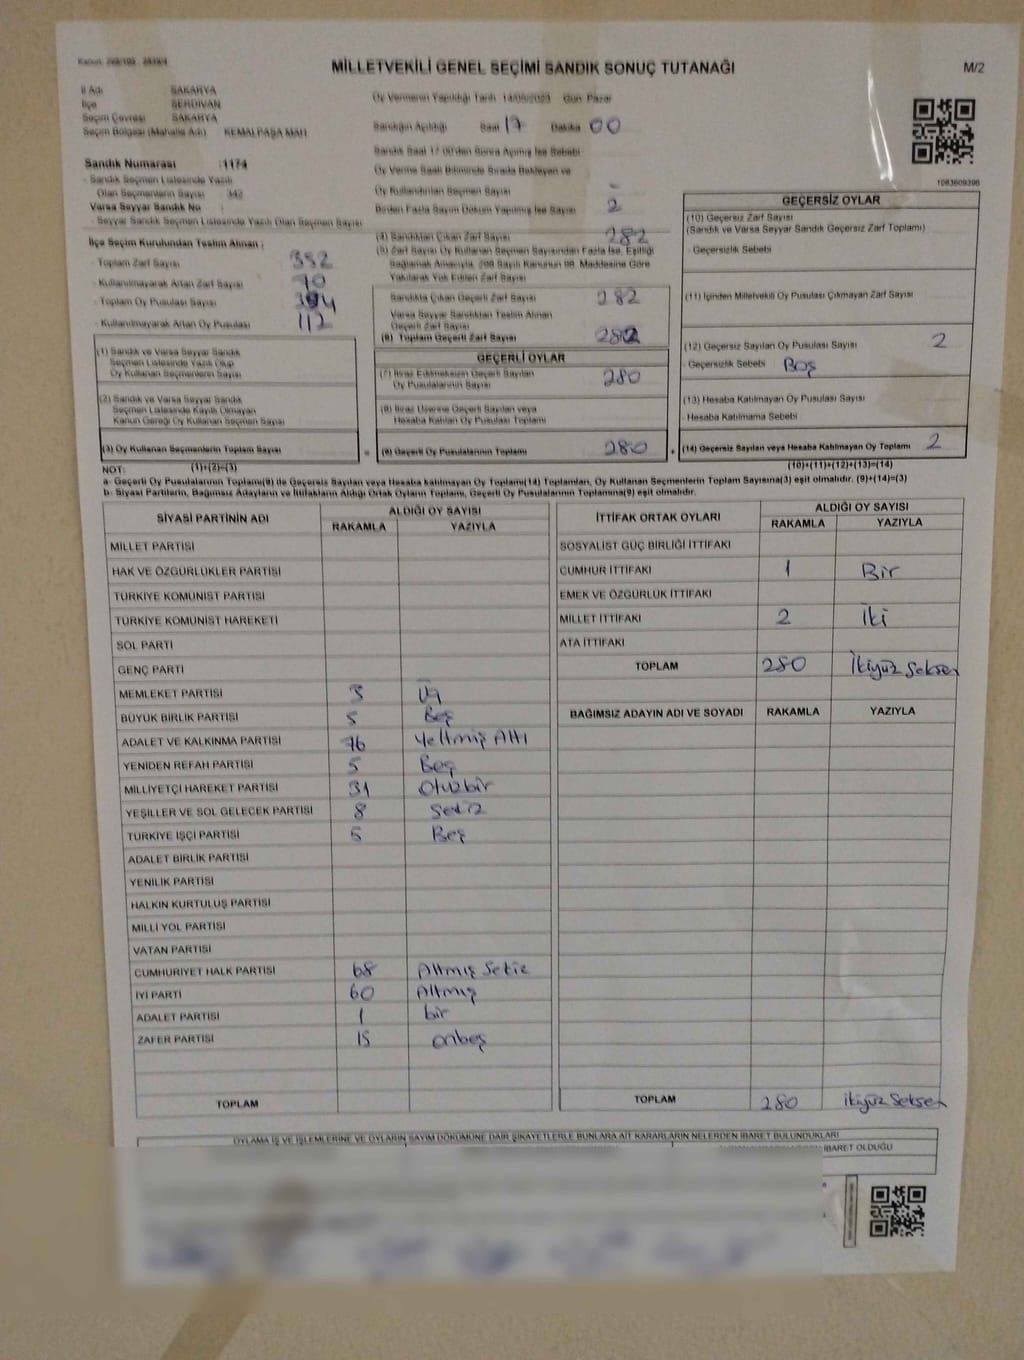 Kanun: 298/102 - 2839/4
MİLLETVEKİLİ GENEL SEÇİMİ SANDIK SONUÇ TUTANAĞI
M/2
İl Adı SAKARYA
İlçe SERDİVAN
Seçim Çevresi SAKARYA
Seçim Bölgesi (Mahalle Adı) KEMALPAŞA MAH
Oy Vermenin Yapıldığı Tarih 14/05/2023 Gün Pazar
Sandığın Açıldığı Saat 17 Dakika 00
Sandık Saat 17:00'den Sonra Açılmış İse Sebebi
Oy Verme Saati Bitiminde Sırada Bekleyen ve
Oy Kullandırılan Seçmen Sayısı -
Birden Fazla Sayım Döküm Yapılmış İse Sayısı 2
Sandık Numarası :1174
- Sandık Seçmen Listesinde Yazılı
Olan Seçmenlerin Sayısı 342
Varsa Seyyar Sandık No :
- Seyyar Sandık Seçmen Listesinde Yazılı Olan Seçmen Sayısı
İlçe Seçim Kurulundan Teslim Alınan :
- Toplam Zarf Sayısı 352
- Kullanılmayarak Artan Zarf Sayısı 70
- Toplam Oy Pusulası Sayısı
- Kullanılmayarak Artan Oy Pusulası 112
(1) Sandık ve Varsa Seyyar Sandık
Seçmen Listesinde Yazılı Olup
Oy Kullanan Seçmenlerin Sayısı
(2) Sandık ve Varsa Seyyar Sandık
Seçmen Listesinde Kayıtlı Olmayan
Kanun Gereği Oy Kullanan Seçmen Sayısı
(3) Oy Kullanan Seçmenlerin Toplam Sayısı =
(4) Sandıktan Çıkan Zarf Sayısı 282
(5) Zarf Sayısı Oy Kullanan Seçmen Sayısından Fazla İse, Eşitliği
Sağlamak Amacıyla, 298 Sayılı Kanunun 98. Maddesine Göre
Yakılarak Yok Edilen Zarf Sayısı
Sandıkta Çıkan Geçerli Zarf Sayısı 282
Varsa Seyyar Sandıktan Teslim Alınan
Geçerli Zarf Sayısı
(6) Toplam Geçerli Zarf Sayısı 282
GEÇERLİ OYLAR
(7) İtiraz Edilmeksizin Geçerli Sayılan
Oy Pusulalarının Sayısı 280
(8) İtiraz Üzerine Geçerli Sayılan veya
Hesaba Katılan Oy Pusulası Toplamı
(9) Geçerli Oy Pusulalarının Toplamı 280 +
1083609396
GEÇERSİZ OYLAR
(10) Geçersiz Zarf Sayısı
(Sandık ve Varsa Seyyar Sandık Geçersiz Zarf Toplamı)
- Geçersizlik Sebebi
(11) İçinden Milletvekili Oy Pusulası Çıkmayan Zarf Sayısı
(12) Geçersiz Sayılan Oy Pusulası Sayısı 2
- Geçersizlik Sebebi Boş
(13) Hesaba Katılmayan Oy Pusulası Sayısı
- Hesaba Katılmama Sebebi
(14) Geçersiz Sayılan veya Hesaba Katılmayan Oy Toplamı 2
NOT: (1)+(2)=(3) (10)+(11)+(12)+(13)=(14)
a- Geçerli Oy Pusulalarının Toplamı(9) ile Geçersiz Sayılan veya Hesaba katılmayan Oy Toplamı(14) Toplamları, Oy Kullanan Seçmenlerin Toplam Sayısına(3) eşit olmalıdır. (9)+(14)=(3)
b- Siyasi Partilerin, Bağımsız Adayların ve İttifakların Aldığı Ortak Oyların Toplamı, Geçerli Oy Pusulalarının Toplamına(9) eşit olmalıdır.
SİYASİ PARTİNİN ADI ALDIĞI OY SAYISI
RAKAMLA YAZIYLA
MİLLET PARTİSİ
HAK VE ÖZGÜRLÜKLER PARTİSİ
TÜRKİYE KOMÜNİST PARTİSİ
TÜRKİYE KOMÜNİST HAREKETİ
SOL PARTİ
GENÇ PARTİ
MEMLEKET PARTİSİ 3 Üç
BÜYÜK BİRLİK PARTİSİ 5 Beş
ADALET VE KALKINMA PARTİSİ 76 Yetmiş Altı
YENİDEN REFAH PARTİSİ 5 Beş
MİLLİYETÇİ HAREKET PARTİSİ 31 Otuzbir
YEŞİLLER VE SOL GELECEK PARTİSİ 8 Sekiz
TÜRKİYE İŞÇİ PARTİSİ 5 Beş
ADALET BİRLİK PARTİSİ
YENİLİK PARTİSİ
HALKIN KURTULUŞ PARTİSİ
MİLLİ YOL PARTİSİ
VATAN PARTİSİ
CUMHURİYET HALK PARTİSİ 68 Altmış Sekiz
İYİ PARTİ 60 Altmış
ADALET PARTİSİ 1 bir
ZAFER PARTİSİ 15 onbeş
TOPLAM
İTTİFAK ORTAK OYLARI ALDIĞI OY SAYISI
RAKAMLA YAZIYLA
SOSYALİST GÜÇ BİRLİĞİ İTTİFAKI
CUMHUR İTTİFAKI 1 Bir
EMEK VE ÖZGÜRLÜK İTTİFAKI
MİLLET İTTİFAKI 2 İki
ATA İTTİFAKI
TOPLAM 280 İkiyüz Seksen
BAĞIMSIZ ADAYIN ADI VE SOYADI RAKAMLA YAZIYLA
TOPLAM 280 ikiyüz Seksen
OYLAMA İŞ VE İŞLEMLERİNE VE OYLARIN SAYIM DÖKÜMÜNE DAİR ŞİKAYETLERLE BUNLARA AİT KARARLARIN NELERDEN İBARET BULUNDUKLARI
İBARET OLDUĞU